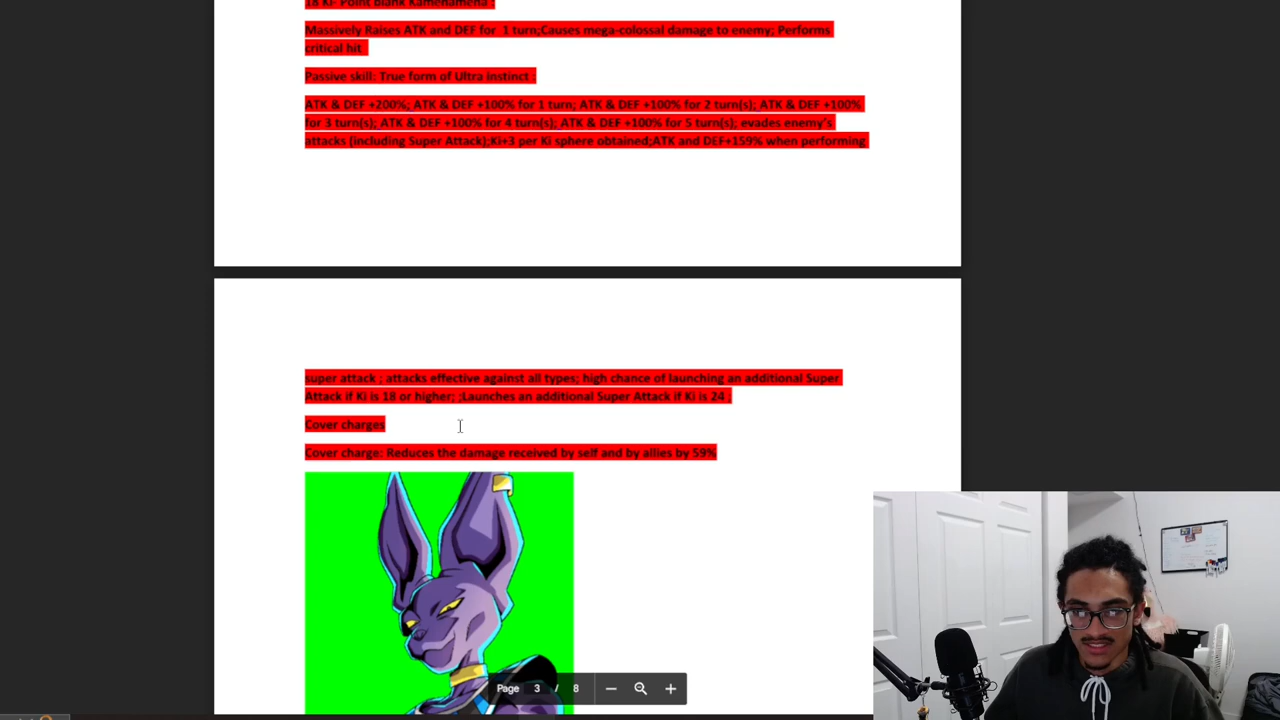 18 KF Point blank Kamehameha :
Massively Raises ATK and DEF for 1 turn;Causes mega-colossal damage to enemy; Performs
critical hit
Passive skill: True form of Ultra instinct .
ATK & DEF +200%; ATK & DEF +100% for 1 turn; ATK & DEF +100% for 2 turn(s); ATK & DEF +100%
for 3 turn(s); ATK & DEF +100% for 4 turn(s); ATK & DEF +100% for 5 turn(s); evades enemy's
attacks (including Super Attack);Ki+3 per Ki sphere obtained;ATK and DEF+159% when performing
super attack ; attacks effective against all types; high chance of launching an additional Super
Attack if Ki is 18 or higher; ;Launches an additional Super Attack if Ki is 24
Cover charges
Cover charge: Reduces the damage received by self and by allies by 59%
Page 3 / 8